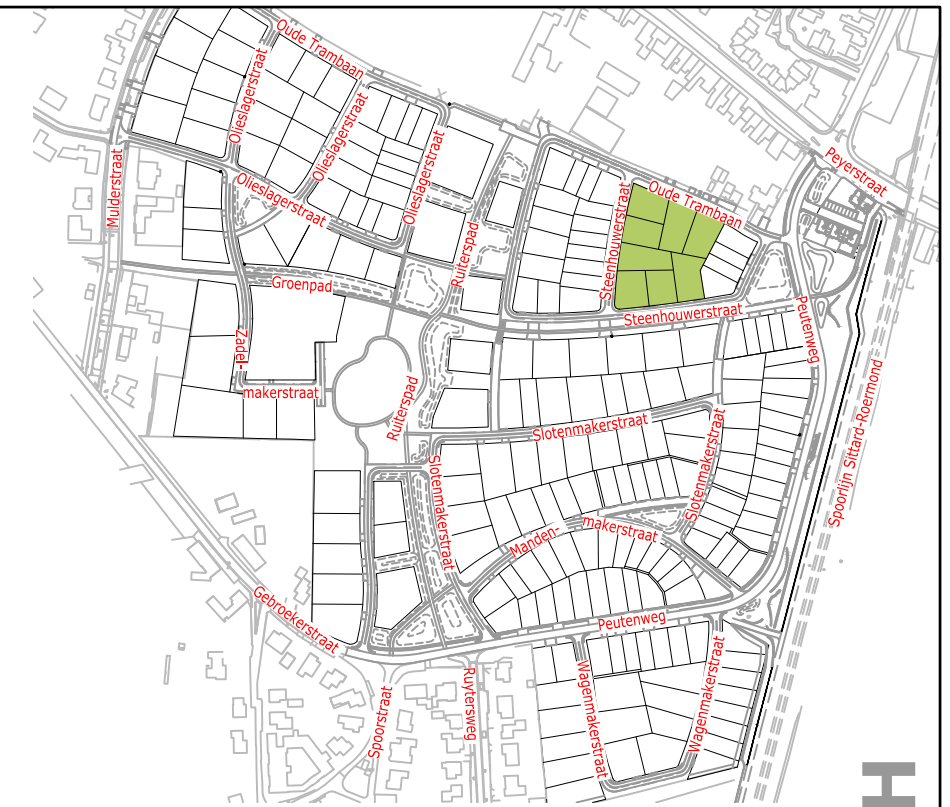 Oude Trambaan
Olieslagerstraat
Olieslagerstraat
Olieslagerstraat
Olieslagerstraat
Mulderstraat
Peyerstraat
Oude Trambaan
Steenhouwerstraat
Ruiterspad
Groenpad
Steenhouwerstraat
Peutenweg
Zadel-
makerstraat
Ruiterspad
Spoorlijn Sittard-Roermond
Slotenmakerstraat
Slotenmakerstraat
Slotenmakerstraat
Manden-
makerstraat
Gebroekerstraat
Peutenweg
Spoorstraat
Ruytersweg
Wagenmakerstraat
Wagenmakerstraat
H